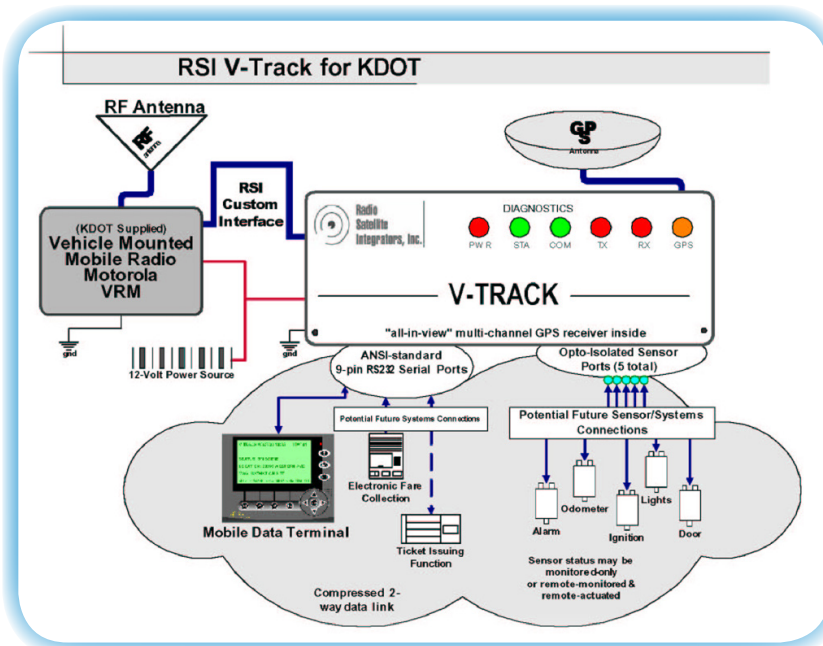 RSI V-Track for KDOT
RF Antenna
RF
antenna
GPS
Antenna
RSI
Custom
Interface
(KDOT Supplied)
Vehicle Mounted
Mobile Radio
Motorola
VRM
Radio
Satellite
Integrators, Inc.
DIAGNOSTICS
PWR STA COM TX RX GPS
V-TRACK
"all-in-view" multi-channel GPS receiver inside
gnd
gnd
12-Volt Power Source
ANSI-standard
9-pin RS232 Serial Ports
Opto-Isolated Sensor
Ports (5 total)
Potential Future Systems Connections
Potential Future Sensor/Systems
Connections
Mobile Data Terminal
Electronic Fare
Collection
Ticket Issuing
Function
Alarm
Odometer
Ignition
Lights
Door
Compressed 2-
way data link
Sensor status may be
monitored-only
or remote-monitored &
remote-actuated